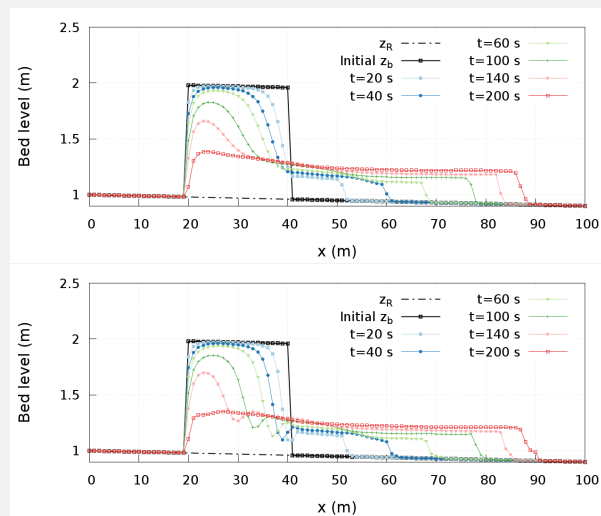 2.5
2
1.5
1
Bed level (m)
0 10 20 30 40 50 60 70 80 90 100
x (m)
z_R
Initial z_b
t=20 s
t=40 s
t=60 s
t=100 s
t=140 s
t=200 s
2.5
2
1.5
1
Bed level (m)
0 10 20 30 40 50 60 70 80 90 100
x (m)
z_R
Initial z_b
t=20 s
t=40 s
t=60 s
t=100 s
t=140 s
t=200 s